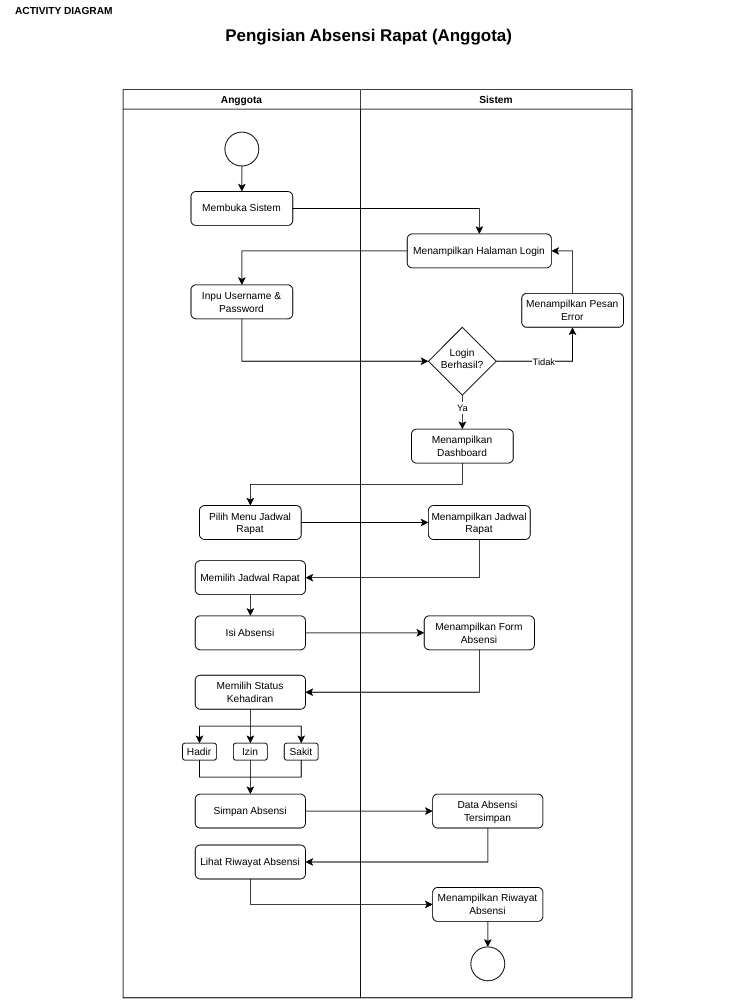 ACTIVITY DIAGRAM
Pengisian Absensi Rapat (Anggota)
Anggota
Sistem
Membuka Sistem
Menampilkan Halaman Login
Inpu Username &
Password
Menampilkan Pesan
Error
Login
Berhasil?
Tidak
Ya
Menampilkan
Dashboard
Pilih Menu Jadwal
Rapat
Menampilkan Jadwal
Rapat
Memilih Jadwal Rapat
Isi Absensi
Menampilkan Form
Absensi
Memilih Status
Kehadiran
Hadir
Izin
Sakit
Simpan Absensi
Data Absensi
Tersimpan
Lihat Riwayat Absensi
Menampilkan Riwayat
Absensi